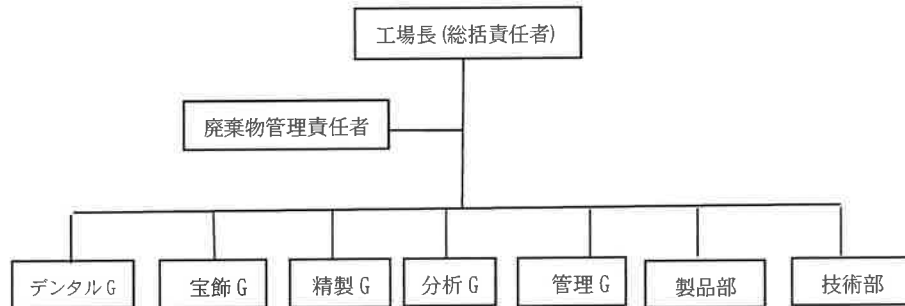 工場長(総括責任者)
廃棄物管理責任者
デンタルG
宝飾G
精製G
分析G
管理G
製品部
技術部